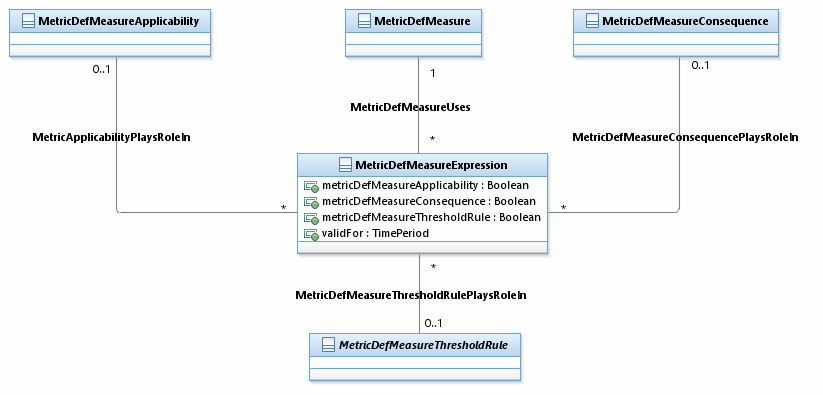 MetricDefMeasureApplicability
MetricDefMeasure
MetricDefMeasureConsequence
0..1
1
0..1
MetricDefMeasureUses
MetricApplicabilityPlaysRoleIn
*
MetricDefMeasureConsequencePlaysRoleIn
MetricDefMeasureExpression
metricDefMeasureApplicability : Boolean
metricDefMeasureConsequence : Boolean
metricDefMeasureThresholdRule : Boolean
validFor : TimePeriod
*
*
*
MetricDefMeasureThresholdRulePlaysRoleIn
0..1
MetricDefMeasureThresholdRule